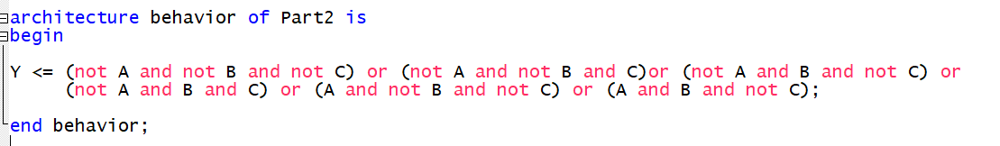 architecture behavior of Part2 is
begin
Y <= (not A and not B and not C) or (not A and not B and C)or (not A and B and not C) or
(not A and B and C) or (A and not B and not C) or (A and B and not C);
end behavior;